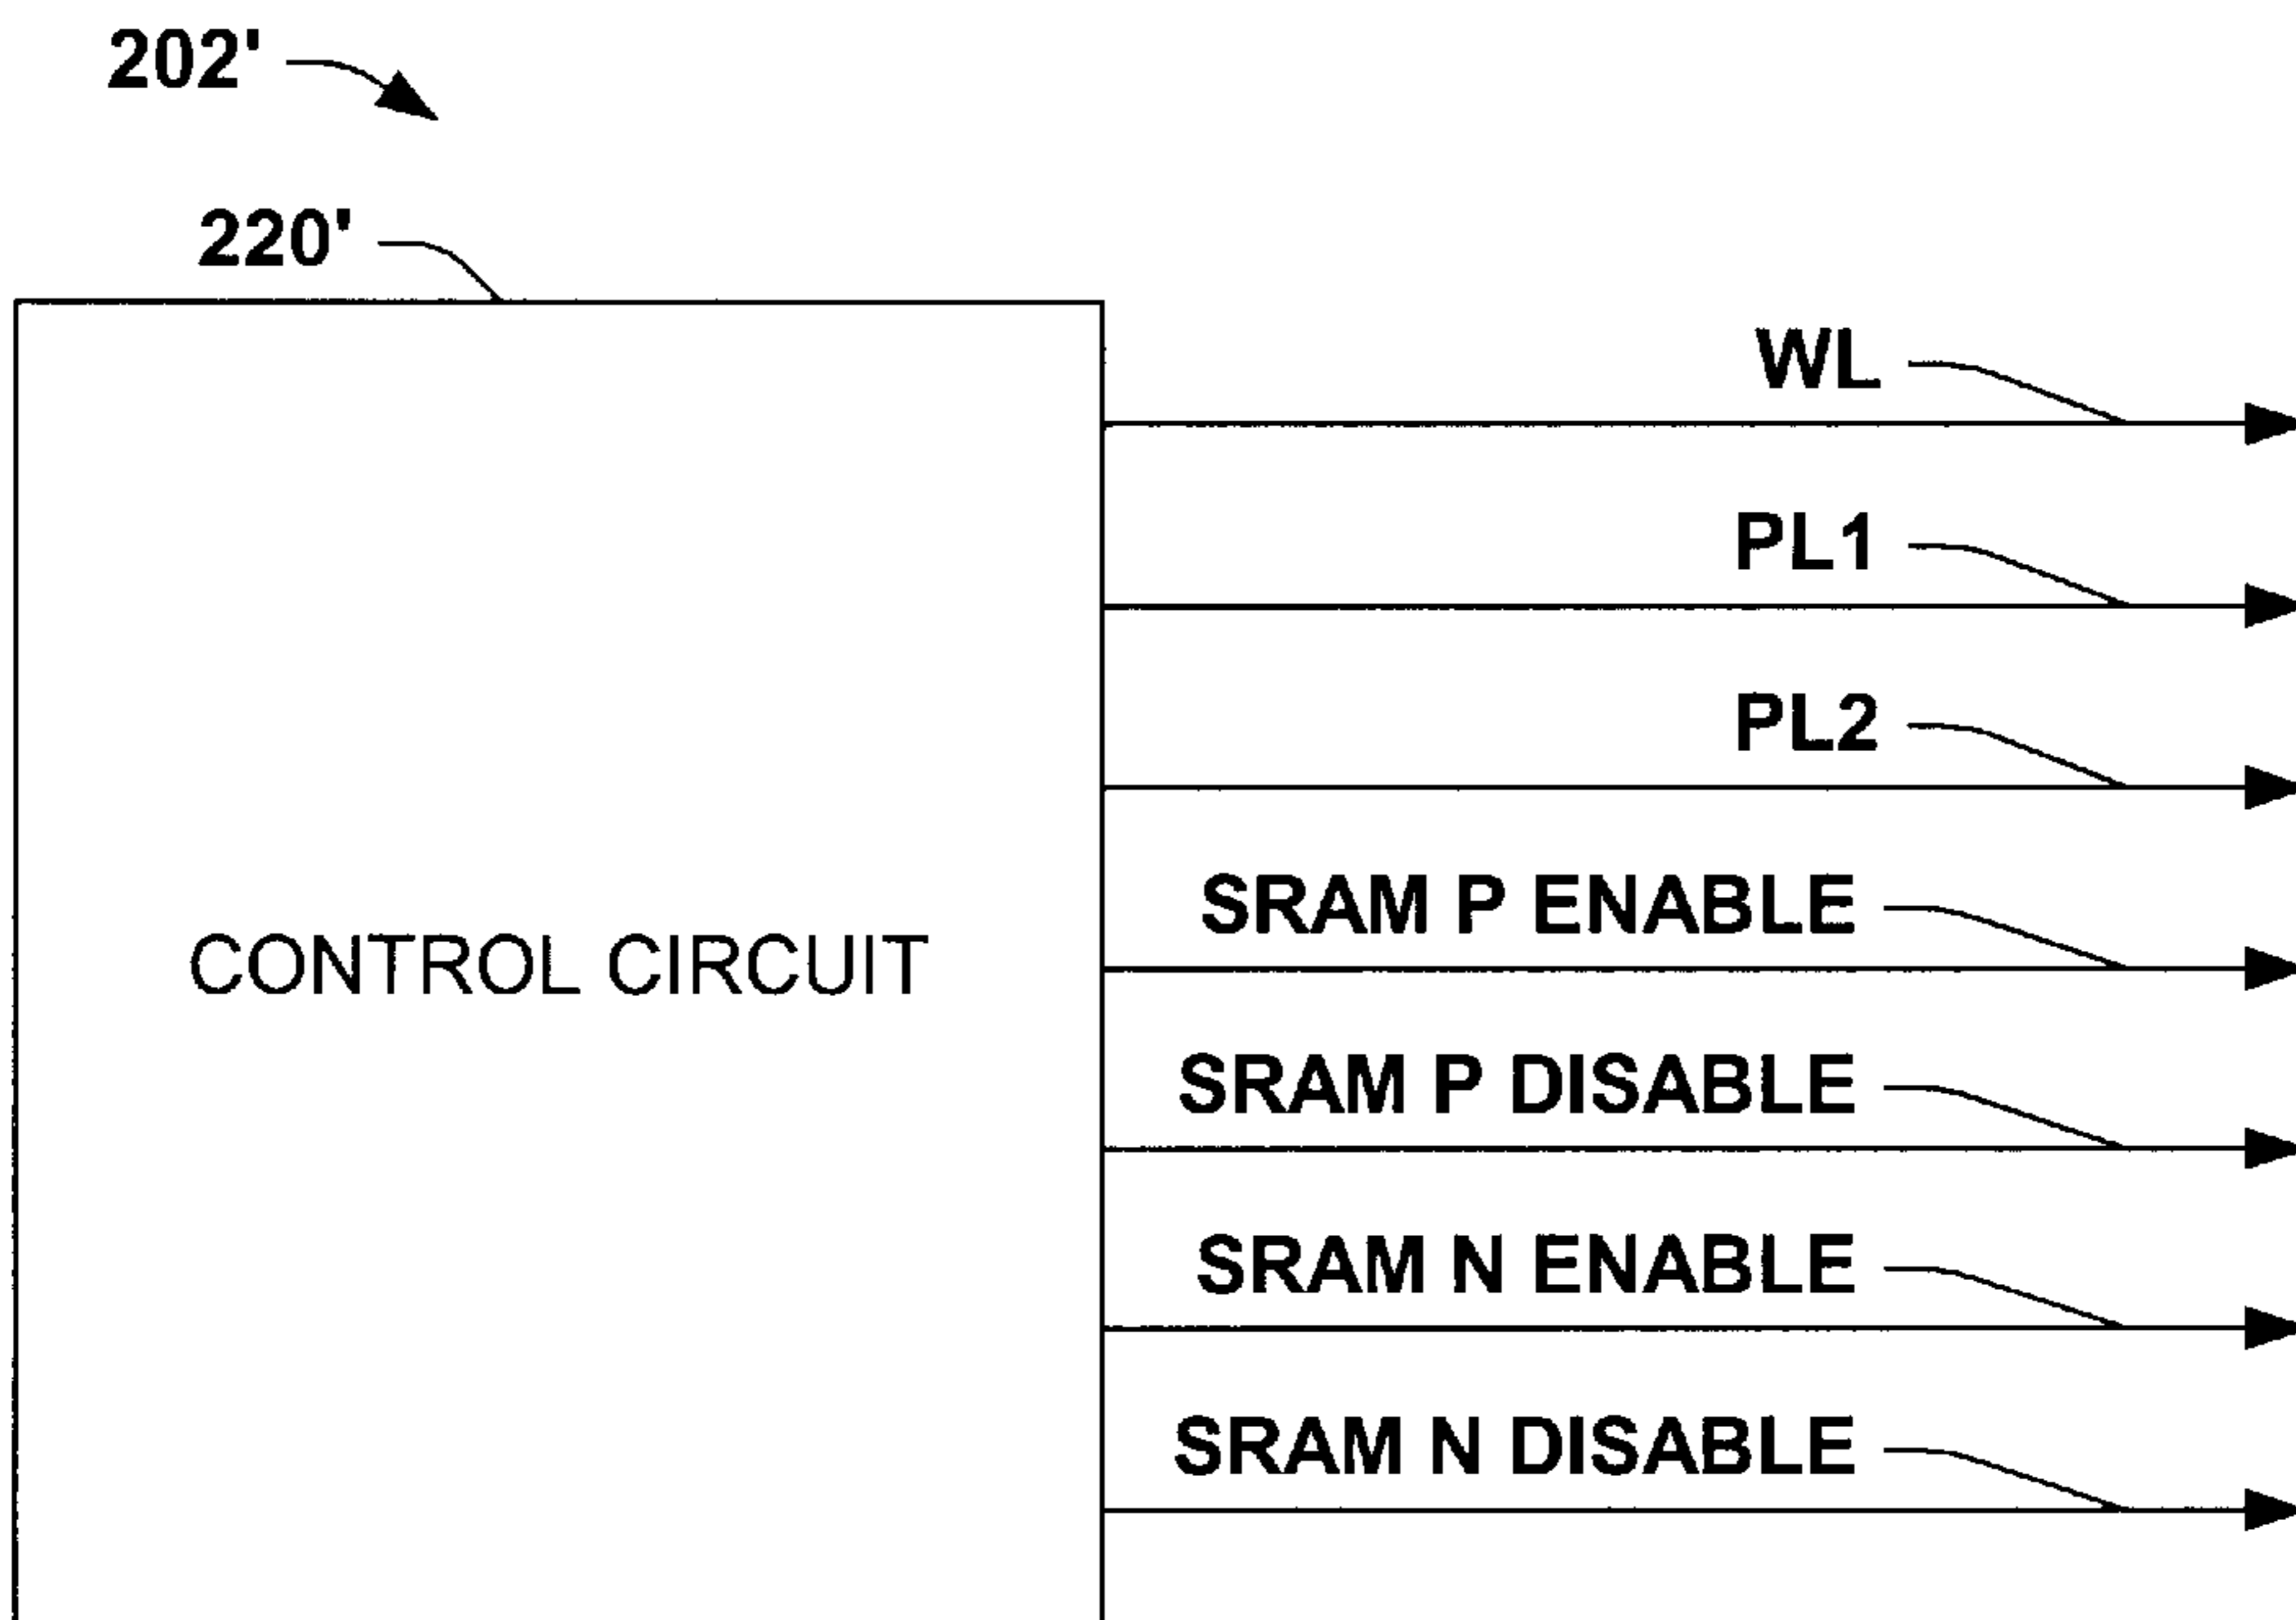 202'
220'
WL
PL1
PL2
SRAM P ENABLE
CONTROL CIRCUIT
SRAM P DISABLE
SRAM N ENABLE
SRAM N DISABLE